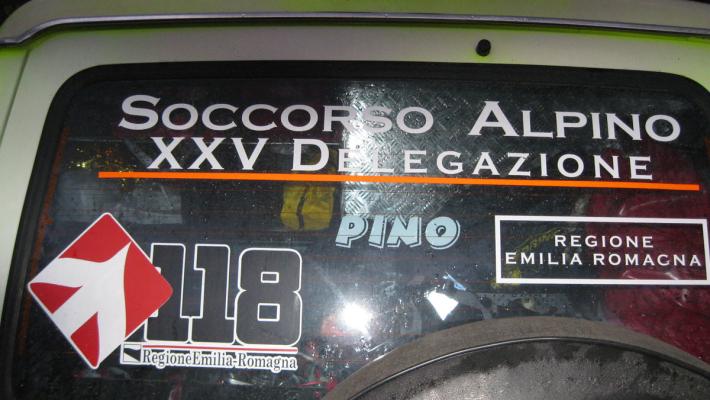 SOCCORSO ALPINO
XXV DELEGAZIONE
PINO
REGIONE
EMILIA ROMAGNA
118
RegioneEmilia-Romagna